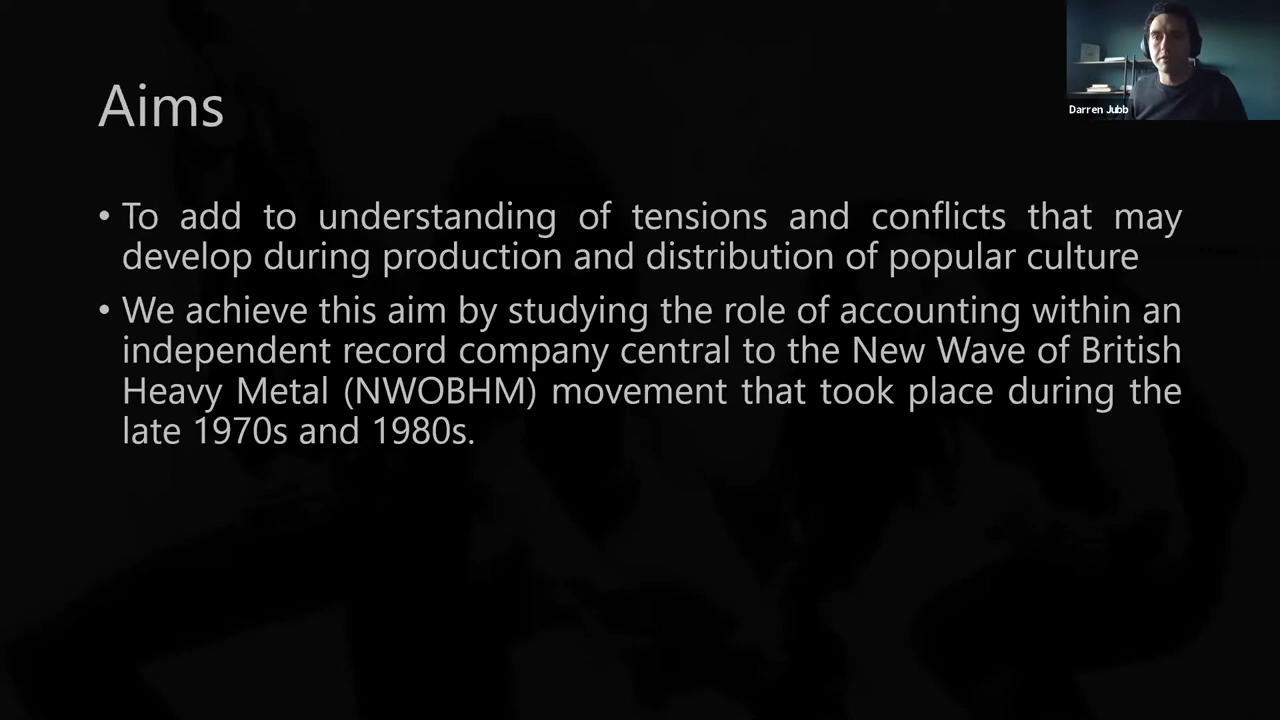 Aims
Darren Jubb
• To add to understanding of tensions and conflicts that may
develop during production and distribution of popular culture
• We achieve this aim by studying the role of accounting within an
independent record company central to the New Wave of British
Heavy Metal (NWOBHM) movement that took place during the
late 1970s and 1980s.